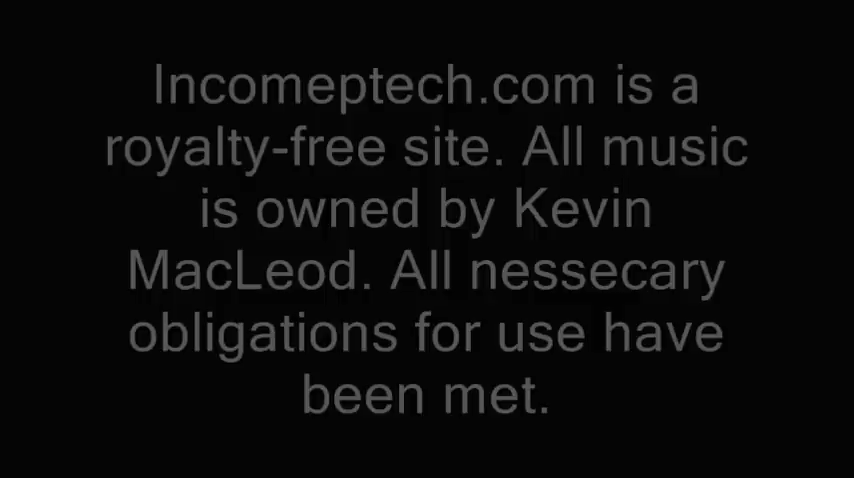 Incomeptech.com is a
royalty-free site. All music
is owned by Kevin
MacLeod. All nessecary
obligations for use have
been met.